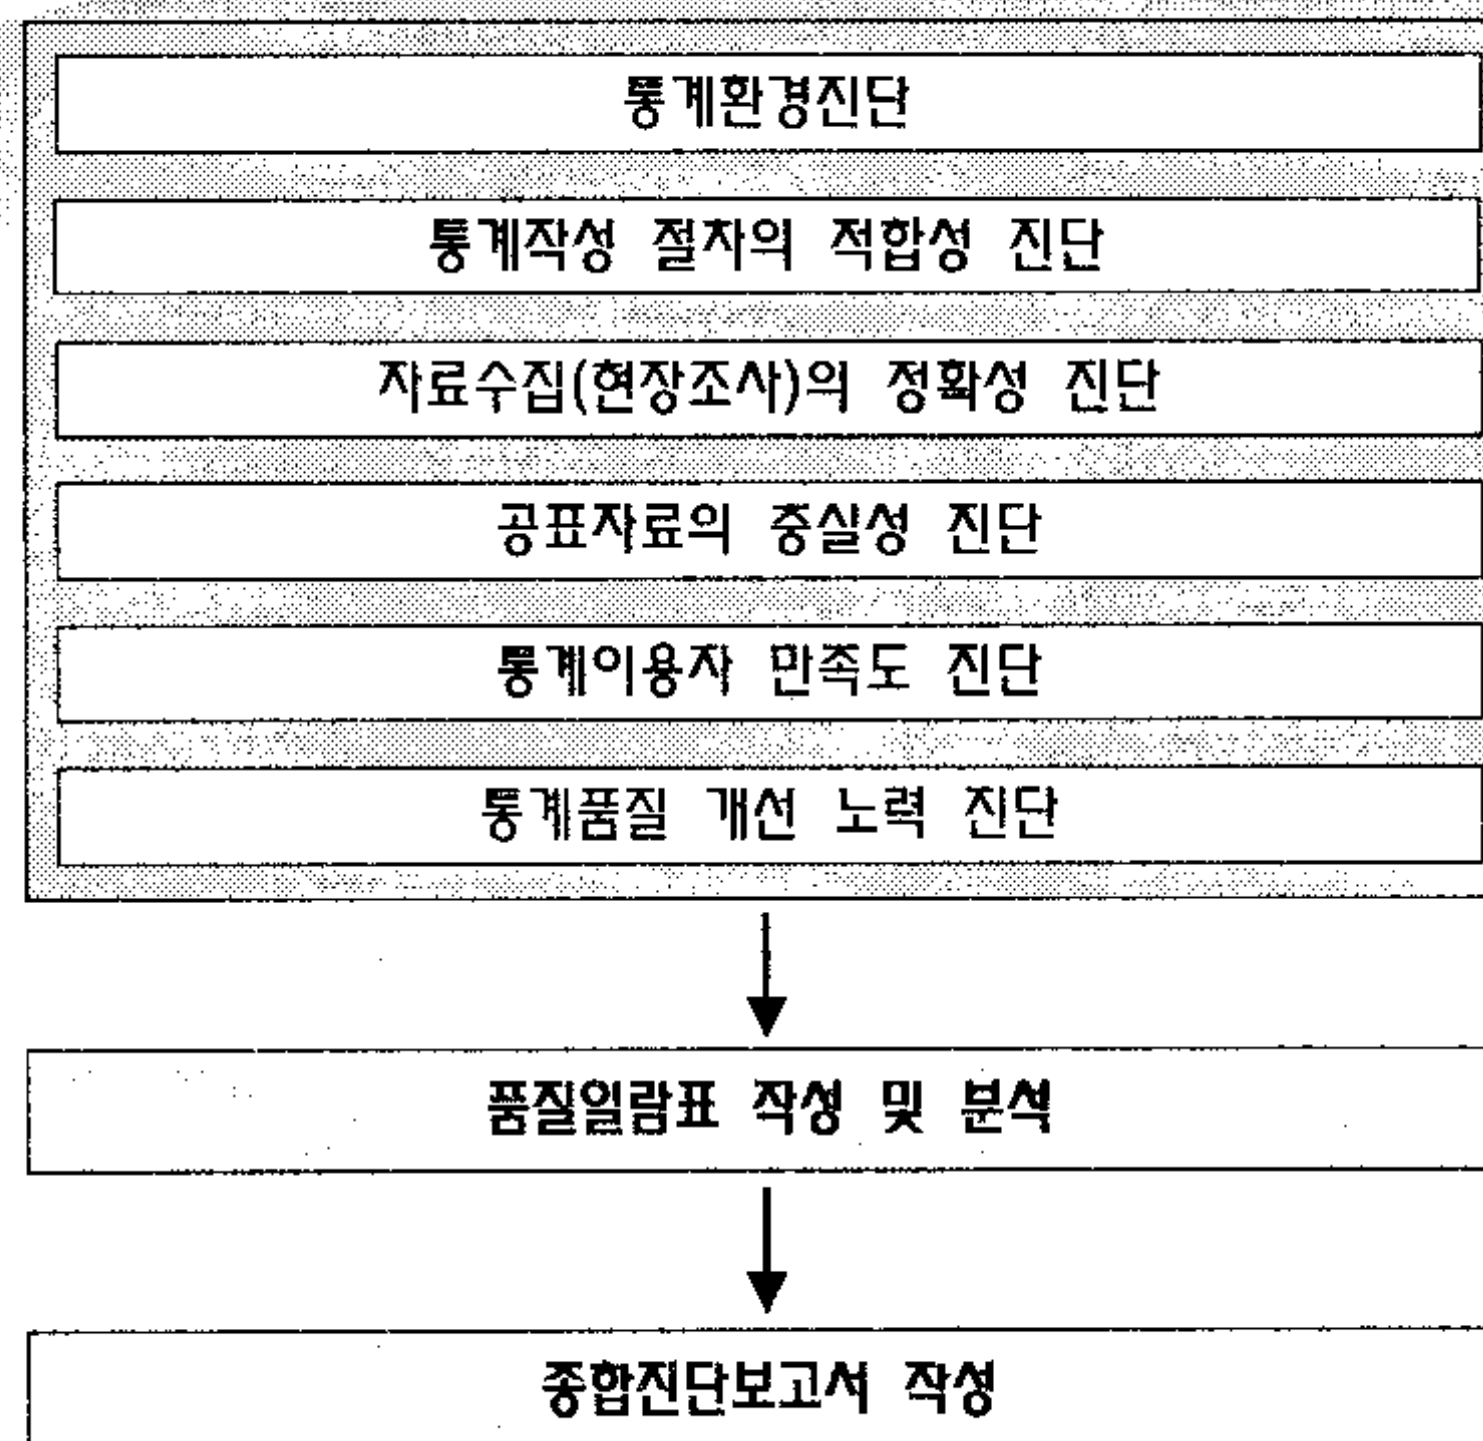 통계환경진단
통계작성 절차의 적합성 진단
자료수집(현장조사)의 정확성 진단
공표자료의 충실성 진단
통계이용자 만족도 진단
통계품질 개선 노력 진단
품질일람표 작성 및 분석
종합진단보고서 작성